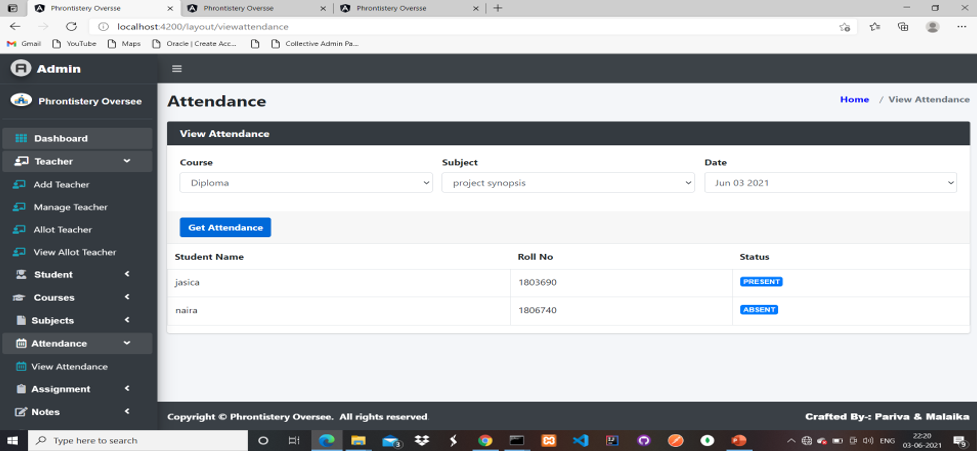 Phrontistery Oversee
Phrontistery Oversse
Phrontistery Oversse
localhost:4200/layout/viewattendance
Gmail YouTube Maps Oracle | Create Acc... Collective Admin Pa...
Admin
Phrontistery Oversee
Dashboard
Teacher
Add Teacher
Manage Teacher
Allot Teacher
View Allot Teacher
Student
Courses
Subjects
Attendance
View Attendance
Assignment
Notes
Attendance
Home / View Attendance
View Attendance
Course Subject Date
Diploma project synopsis Jun 03 2021
Get Attendance
Student Name Roll No Status
jasica 1803690 PRESENT
naira 1806740 ABSENT
Copyright © Phrontistery Oversee. All rights reserved.
Crafted By-: Pariva & Malaika
Type here to search
3
ENG
22:20
03-06-2021
9